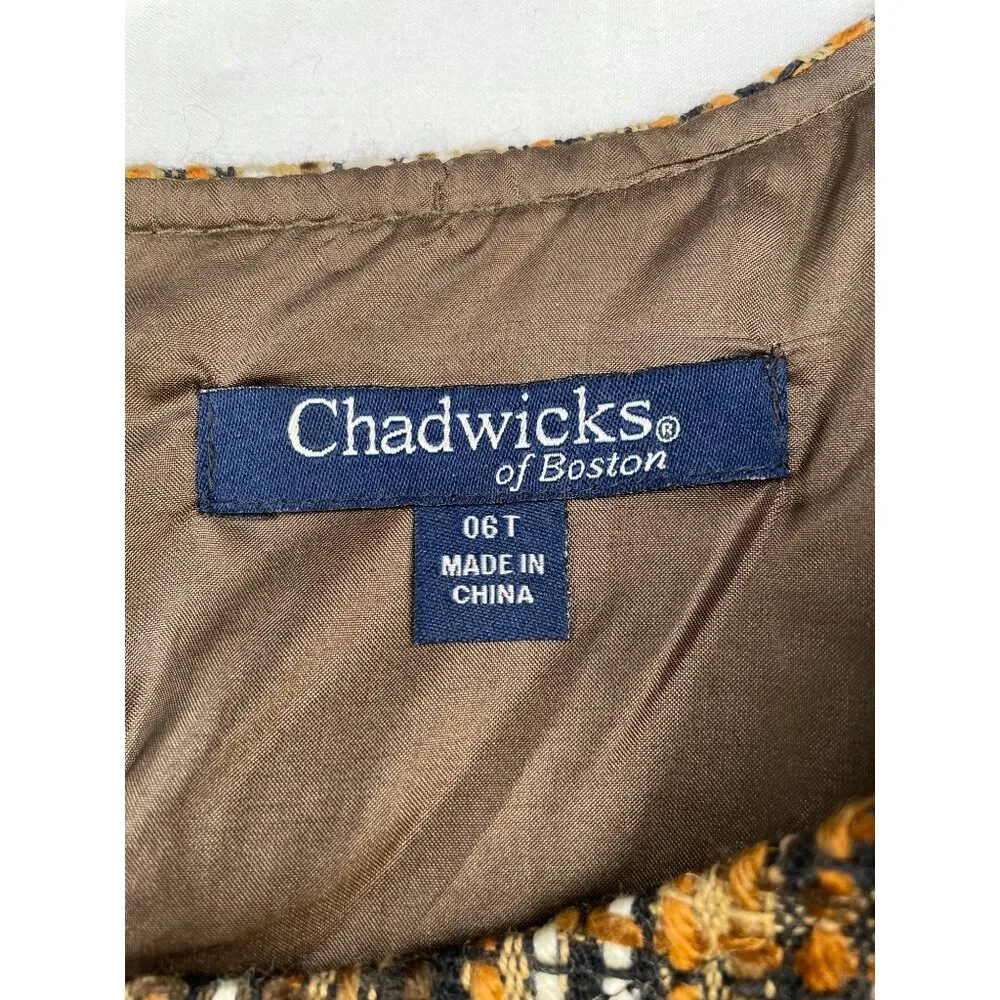 Chadwicks®
of Boston
06T
MADE IN
CHINA